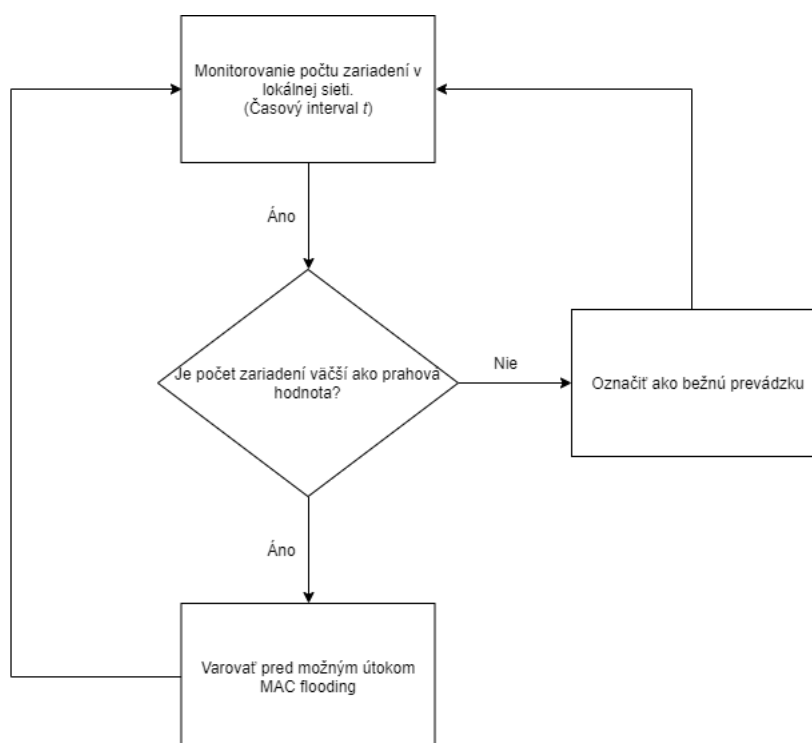 Monitorovanie počtu zariadení v
lokálnej sieti.
(Časový interval t)
Áno
Je počet zariadení väčší ako prahová
hodnota?
Nie
Označiť ako bežnú prevádzku
Áno
Varovať pred možným útokom
MAC flooding